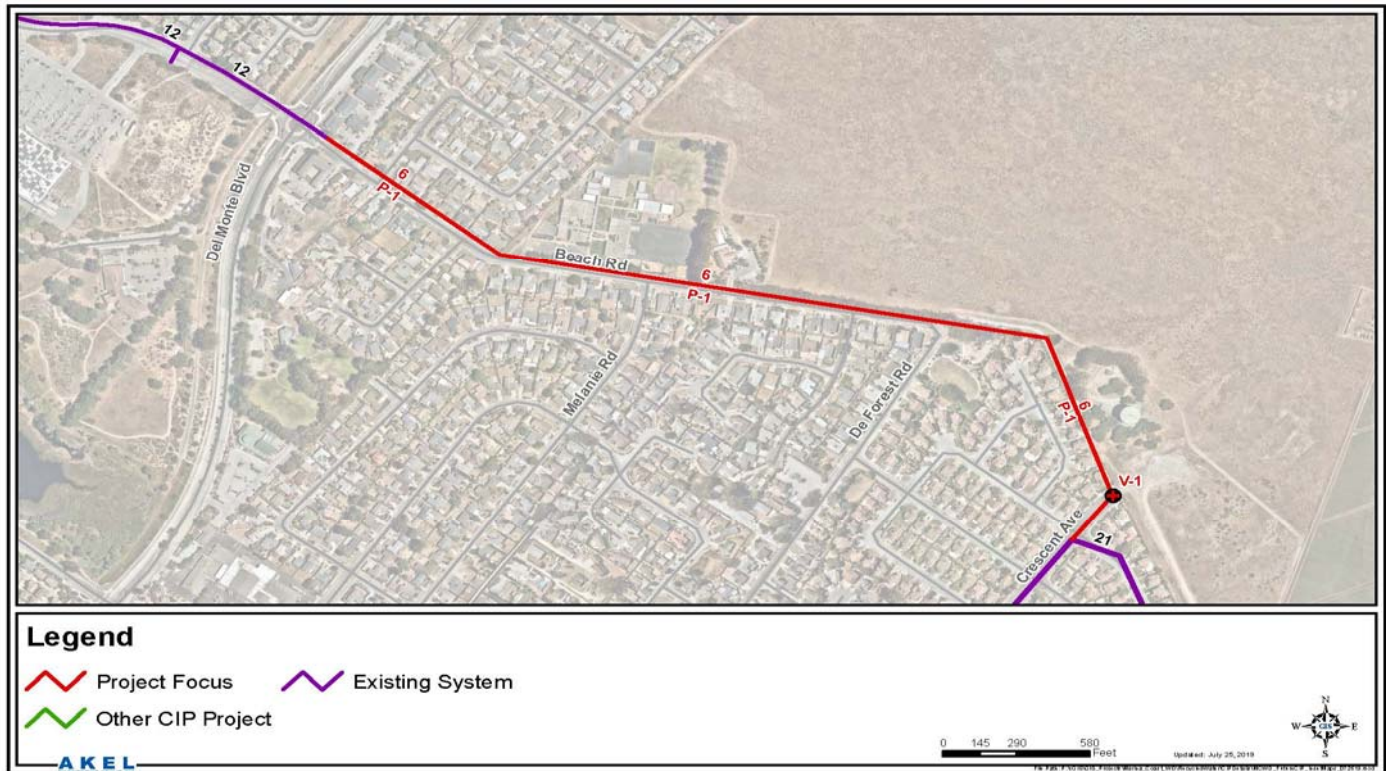 12
12
Del Monte Blvd
6
P-1
Beach Rd
6
P-1
Melanie Rd
De Forest Rd
6
P-1
V-1
Crescent Ave
21
Legend
Project Focus
Existing System
Other CIP Project
AKEL
0 145 290 580
Feet
Updated: July 25, 2019
N
W
GIS
E
S